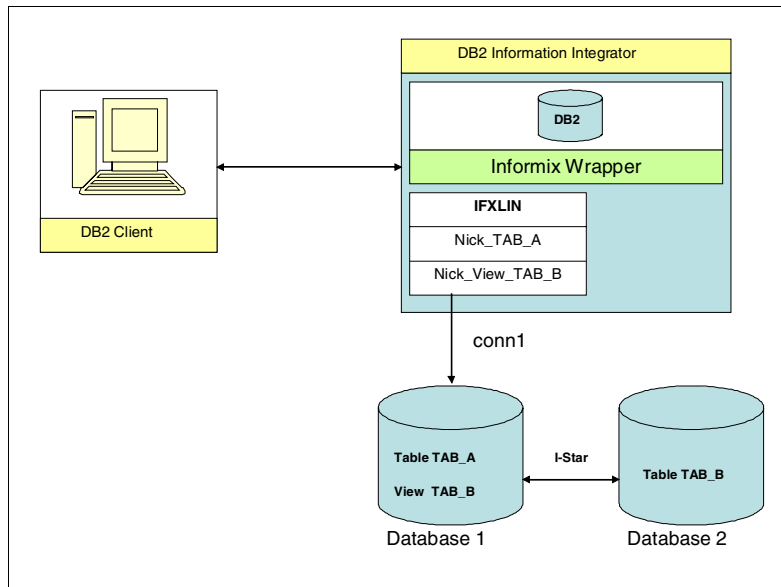 DB2 Information Integrator
DB2
Informix Wrapper
DB2 Client
IFXLIN
Nick_TAB_A
Nick_View_TAB_B
conn1
Table TAB_A
View TAB_B
I-Star
Table TAB_B
Database 1
Database 2